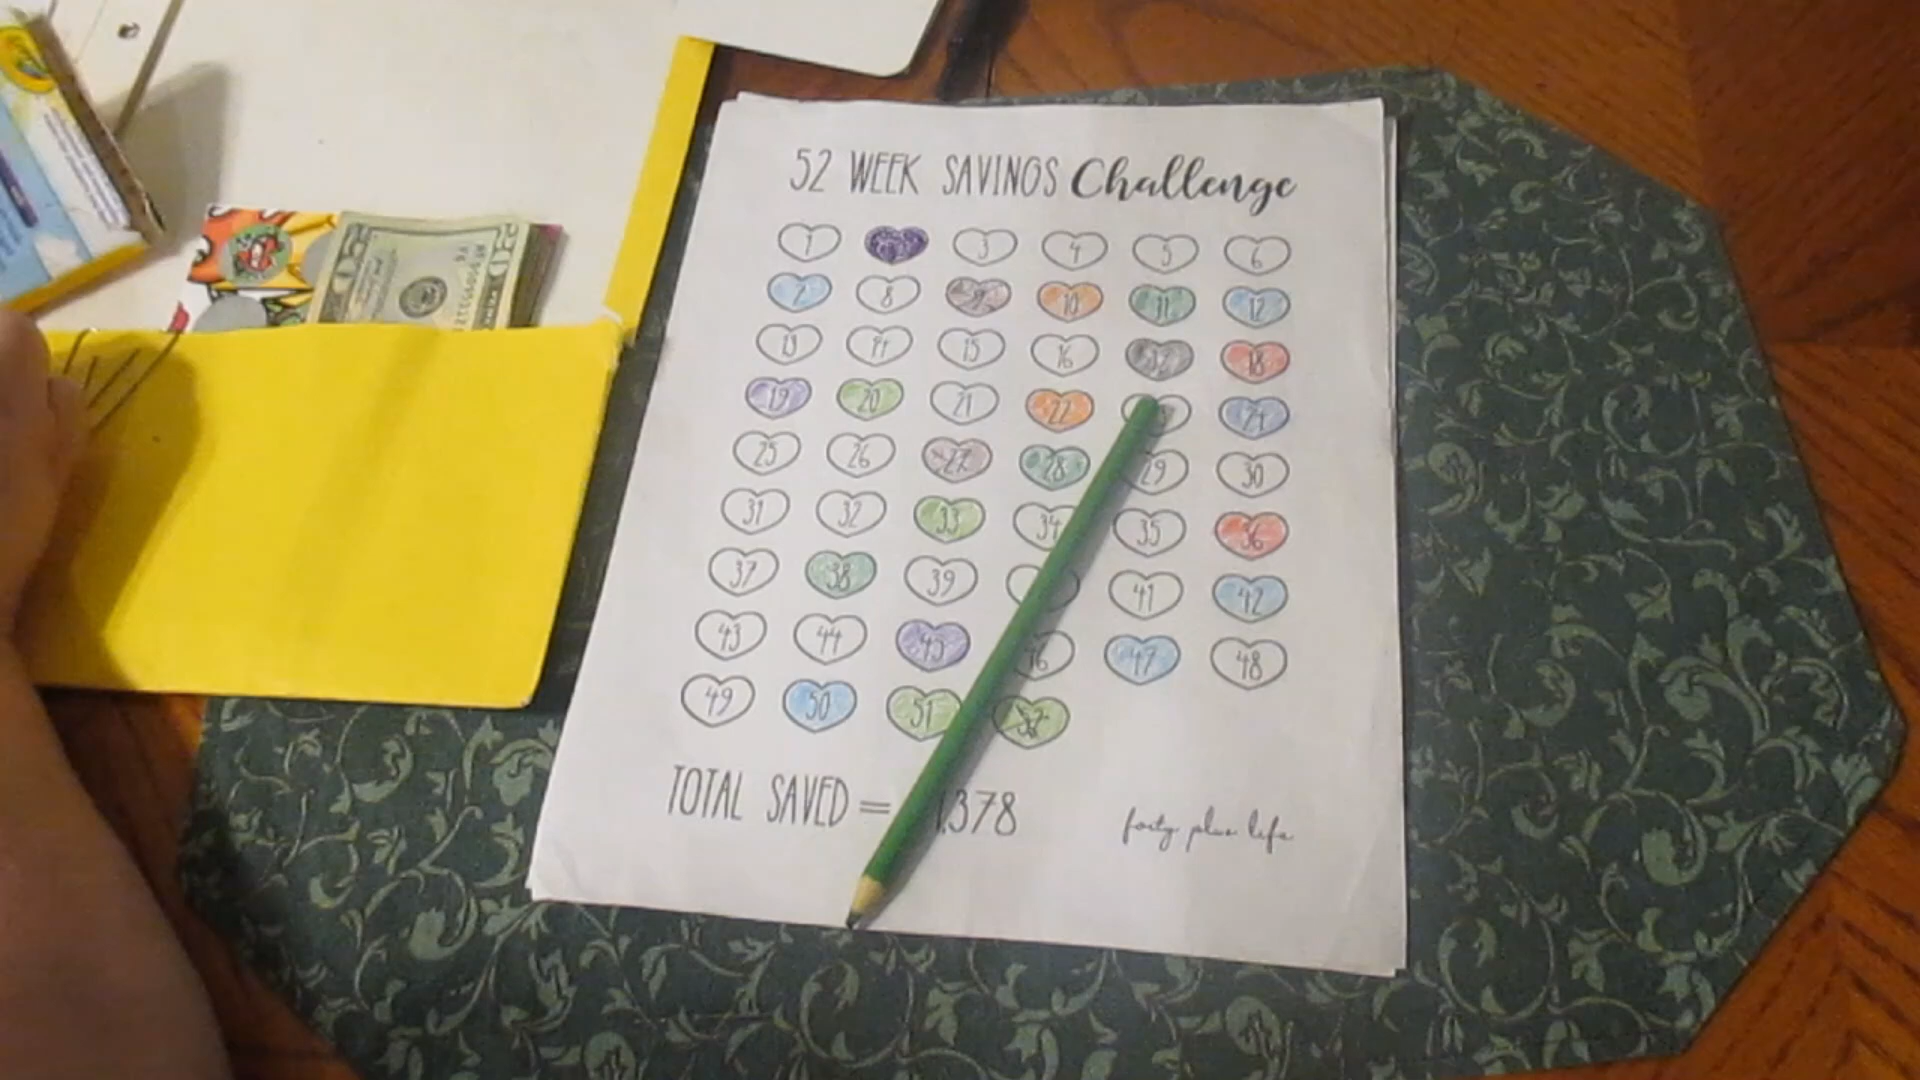 52 WEEK SAVINGS Challenge
1 3 4 5 6
7 8 9 10 11 12
13 14 15 16 17 18
19 20 21 22 24
25 26 27 28 29 30
31 32 33 34 35 36
37 38 39 41 42
43 44 45 46 47 48
49 50 51 52
TOTAL SAVED = 1,378
forty plus life